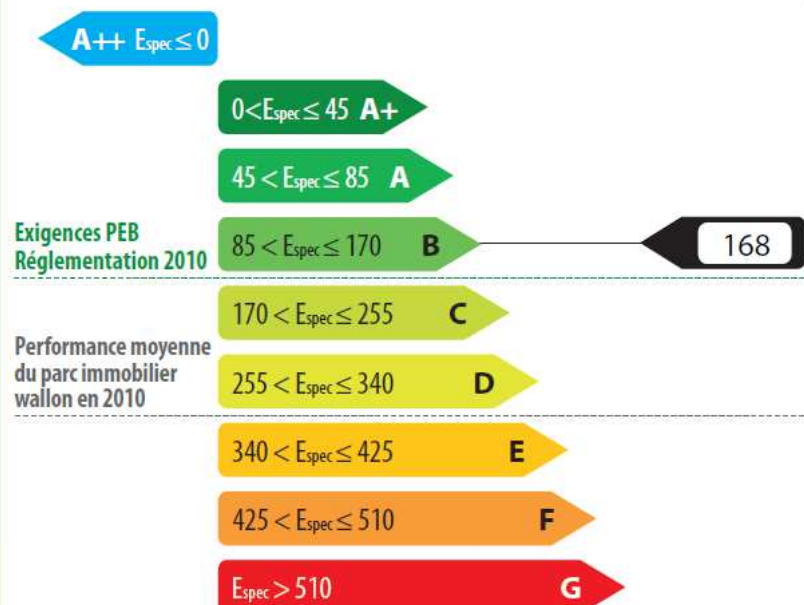 A++ Espec ≤ 0
0<Espec ≤ 45 A+
45 < Espec ≤ 85 A
Exigences PEB
Réglementation 2010
85 < Espec ≤ 170 B
168
170 < Espec ≤ 255 C
Performance moyenne
du parc immobilier
wallon en 2010
255 < Espec ≤ 340 D
340 < Espec ≤ 425 E
425 < Espec ≤ 510 F
Espec > 510 G